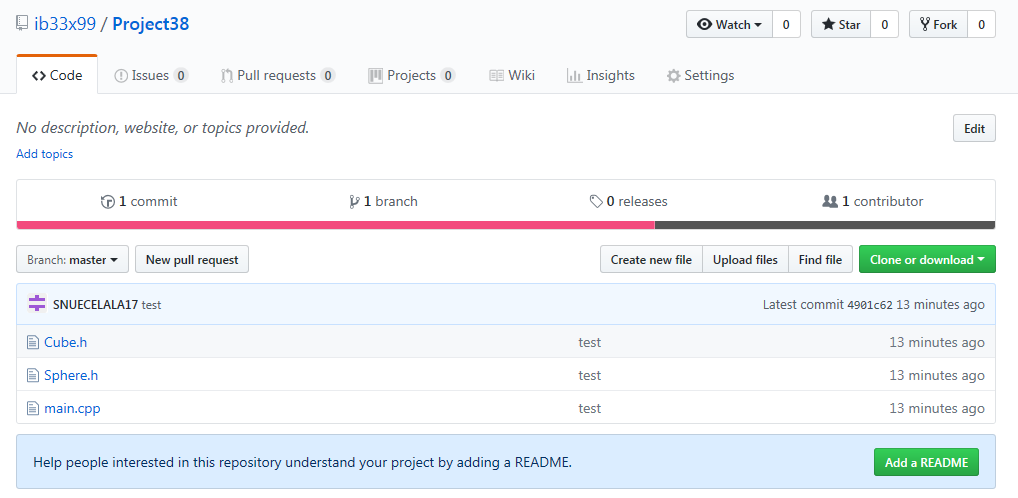 ib33x99 / Project38 Watch 0 Star 0 Fork 0
Code Issues 0 Pull requests 0 Projects 0 Wiki Insights Settings
No description, website, or topics provided. Edit
Add topics
1 commit 1 branch 0 releases 1 contributor
Branch: master New pull request Create new file Upload files Find file Clone or download
SNUECELALA17 test Latest commit 4901c62 13 minutes ago
Cube.h test 13 minutes ago
Sphere.h test 13 minutes ago
main.cpp test 13 minutes ago
Help people interested in this repository understand your project by adding a README. Add a README